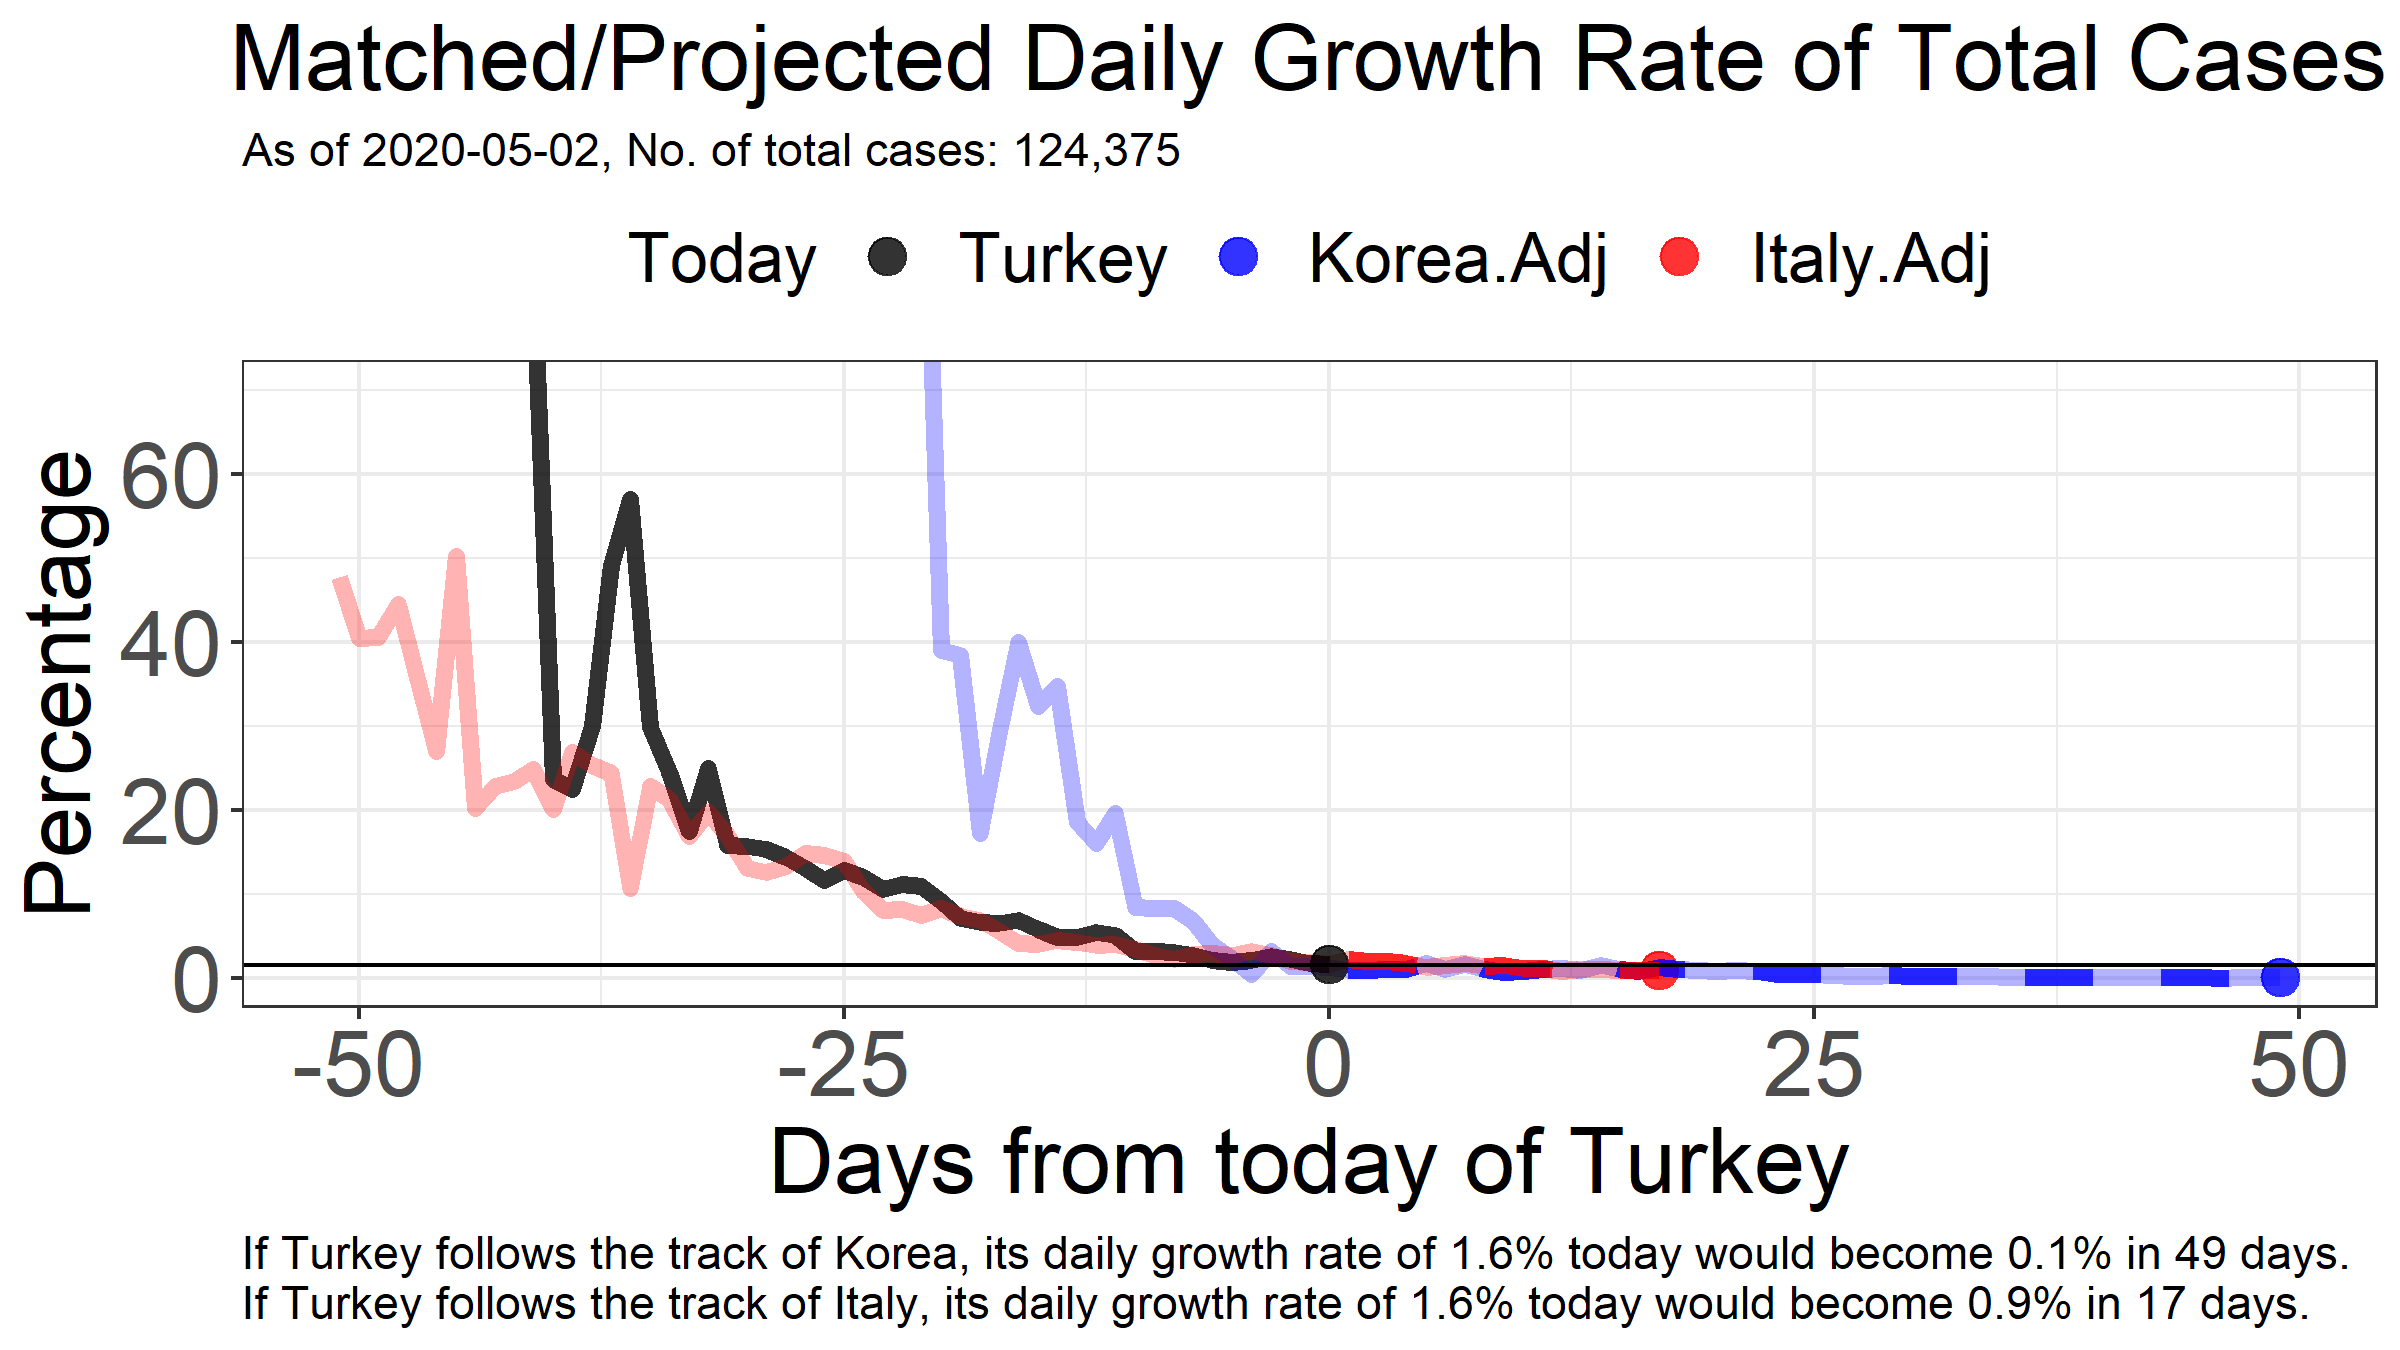 Matched/Projected Daily Growth Rate of Total Cases
As of 2020-05-02, No. of total cases: 124,375
Today Turkey Korea.Adj Italy.Adj
Percentage
60
40
20
0
-50 -25 0 25 50
Days from today of Turkey
If Turkey follows the track of Korea, its daily growth rate of 1.6% today would become 0.1% in 49 days.
If Turkey follows the track of Italy, its daily growth rate of 1.6% today would become 0.9% in 17 days.